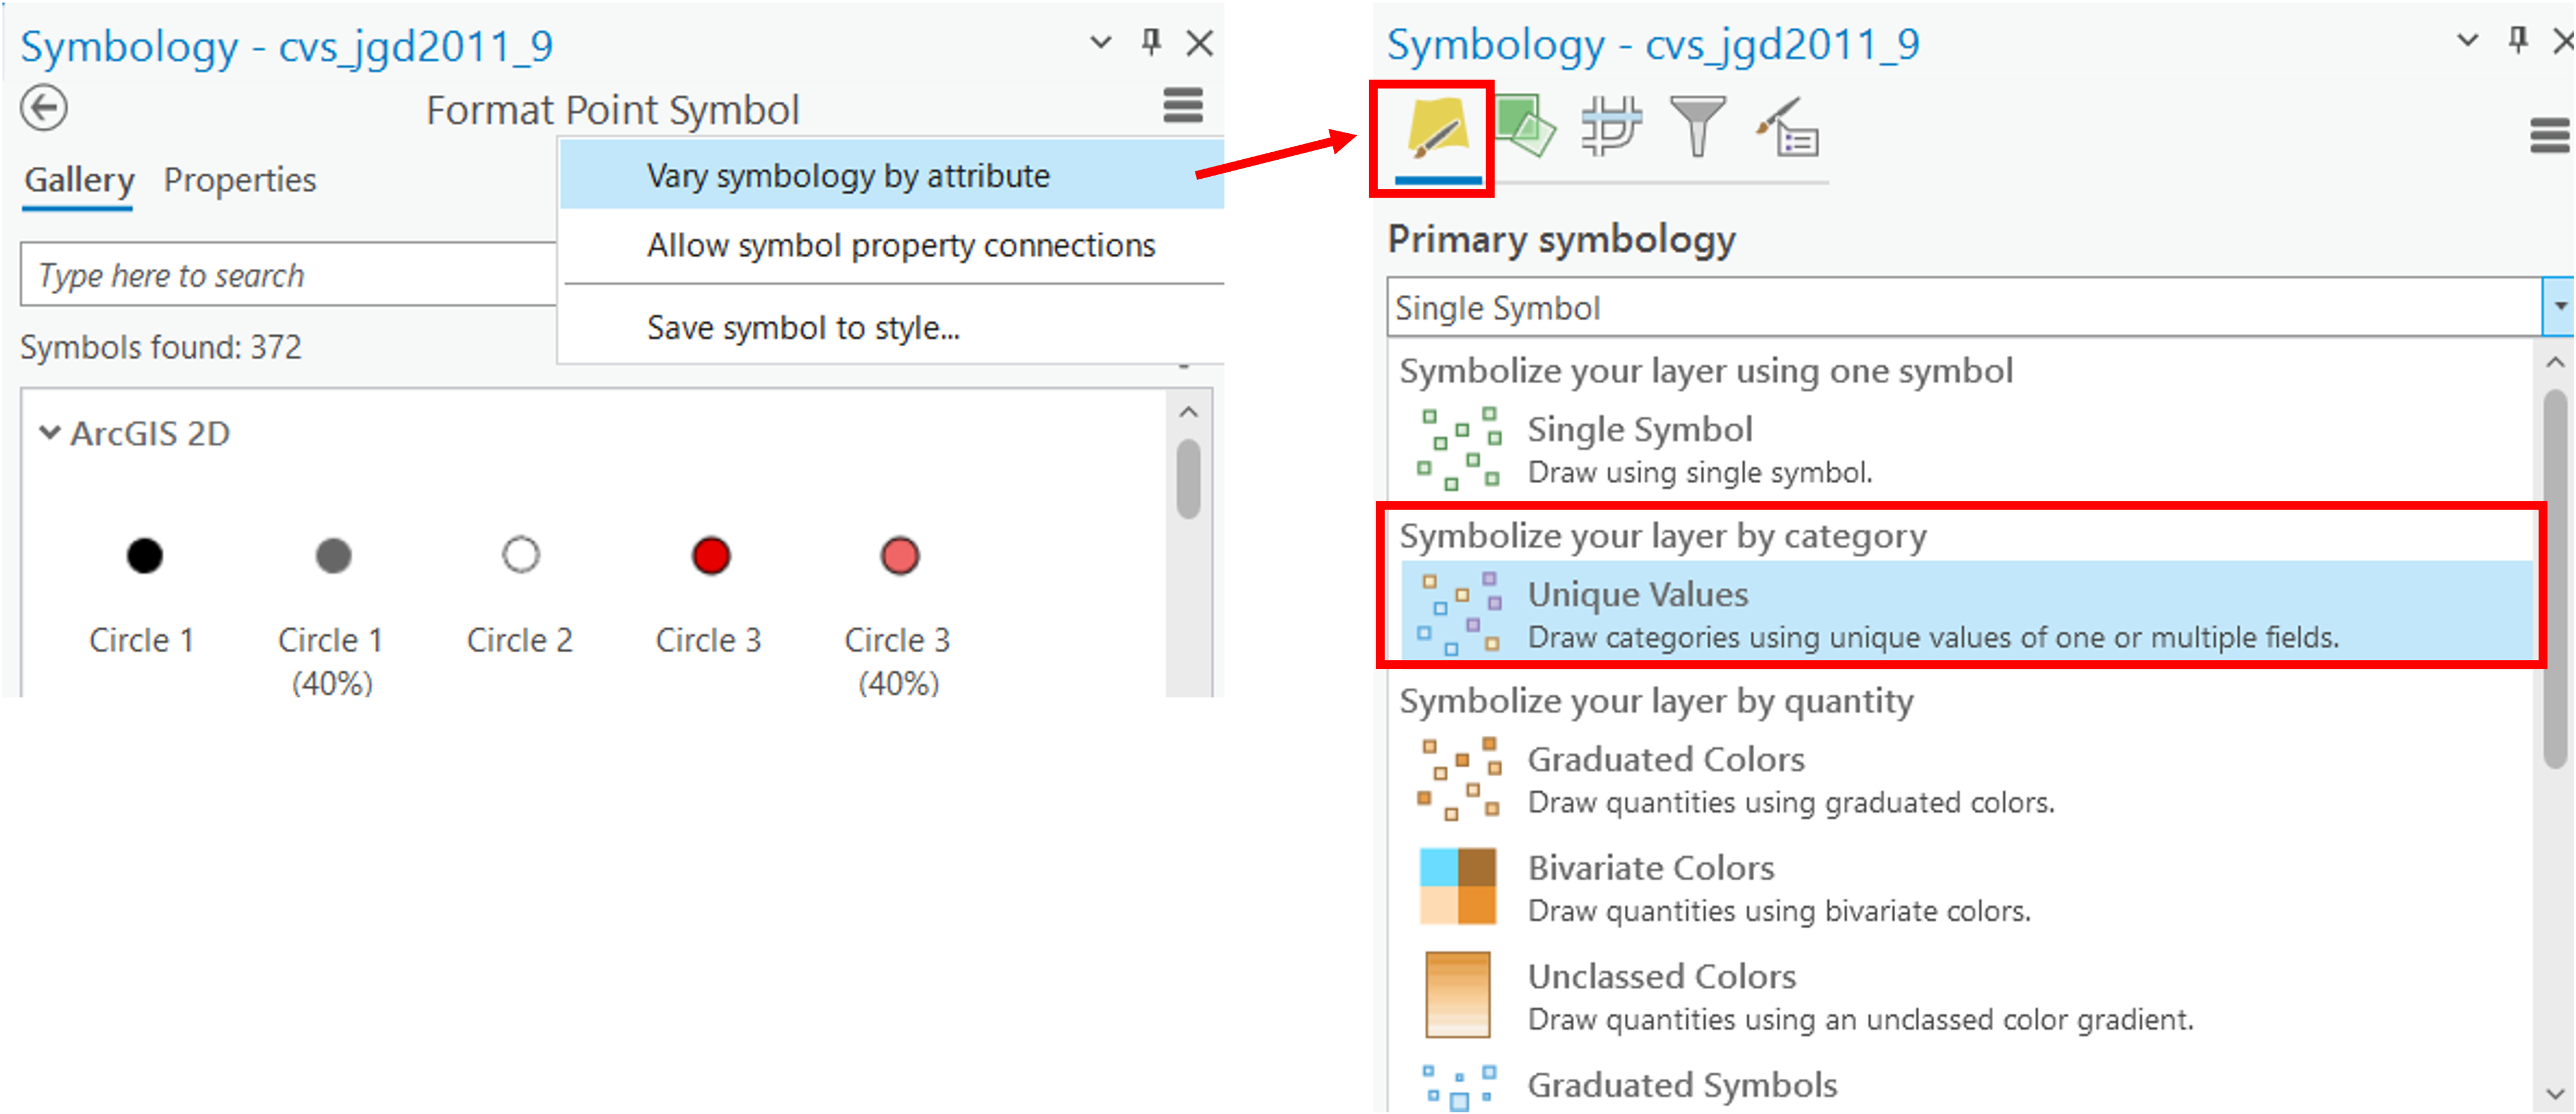 Symbology - cvs_jgd2011_9
Format Point Symbol
Gallery Properties
Vary symbology by attribute
Allow symbol property connections
Save symbol to style...
Type here to search
Symbols found: 372
ArcGIS 2D
Circle 1
Circle 1
(40%)
Circle 2
Circle 3
Circle 3
(40%)
Symbology - cvs_jgd2011_9
Primary symbology
Single Symbol
Symbolize your layer using one symbol
Single Symbol
Draw using single symbol.
Symbolize your layer by category
Unique Values
Draw categories using unique values of one or multiple fields.
Symbolize your layer by quantity
Graduated Colors
Draw quantities using graduated colors.
Bivariate Colors
Draw quantities using bivariate colors.
Unclassed Colors
Draw quantities using an unclassed color gradient.
Graduated Symbols